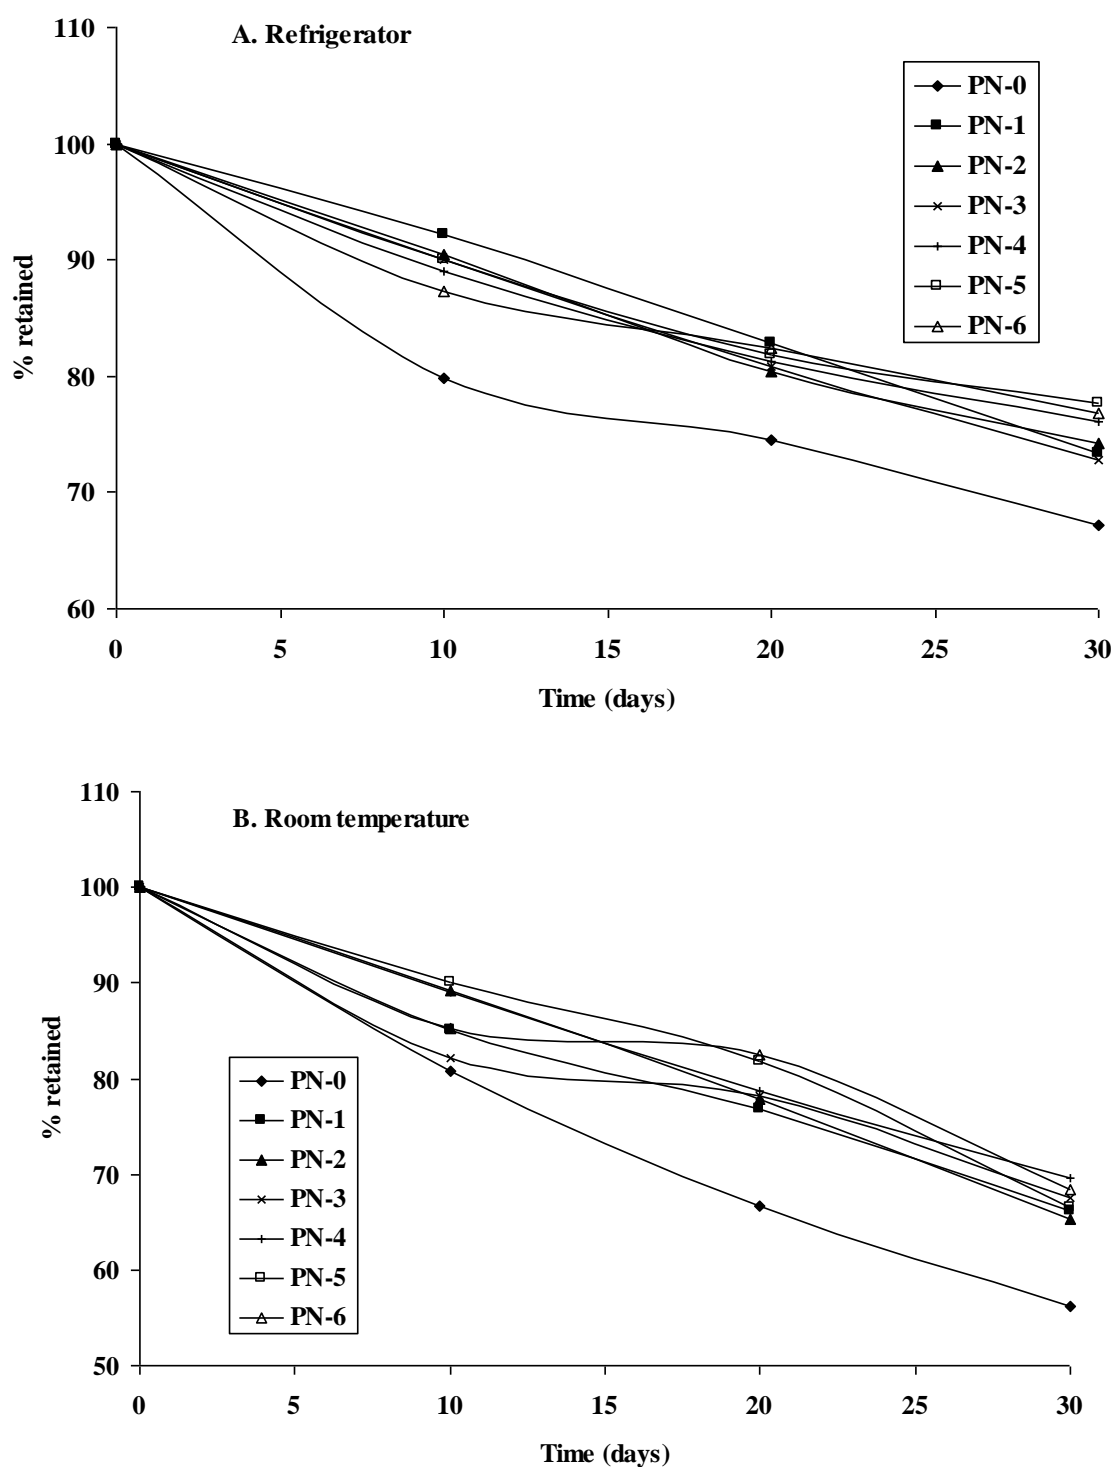 A. Refrigerator
110
100
90
80
70
60
% retained
PN-0
PN-1
PN-2
PN-3
PN-4
PN-5
PN-6
0 5 10 15 20 25 30
Time (days)
B. Room temperature
110
100
90
80
70
60
50
% retained
PN-0
PN-1
PN-2
PN-3
PN-4
PN-5
PN-6
0 5 10 15 20 25 30
Time (days)